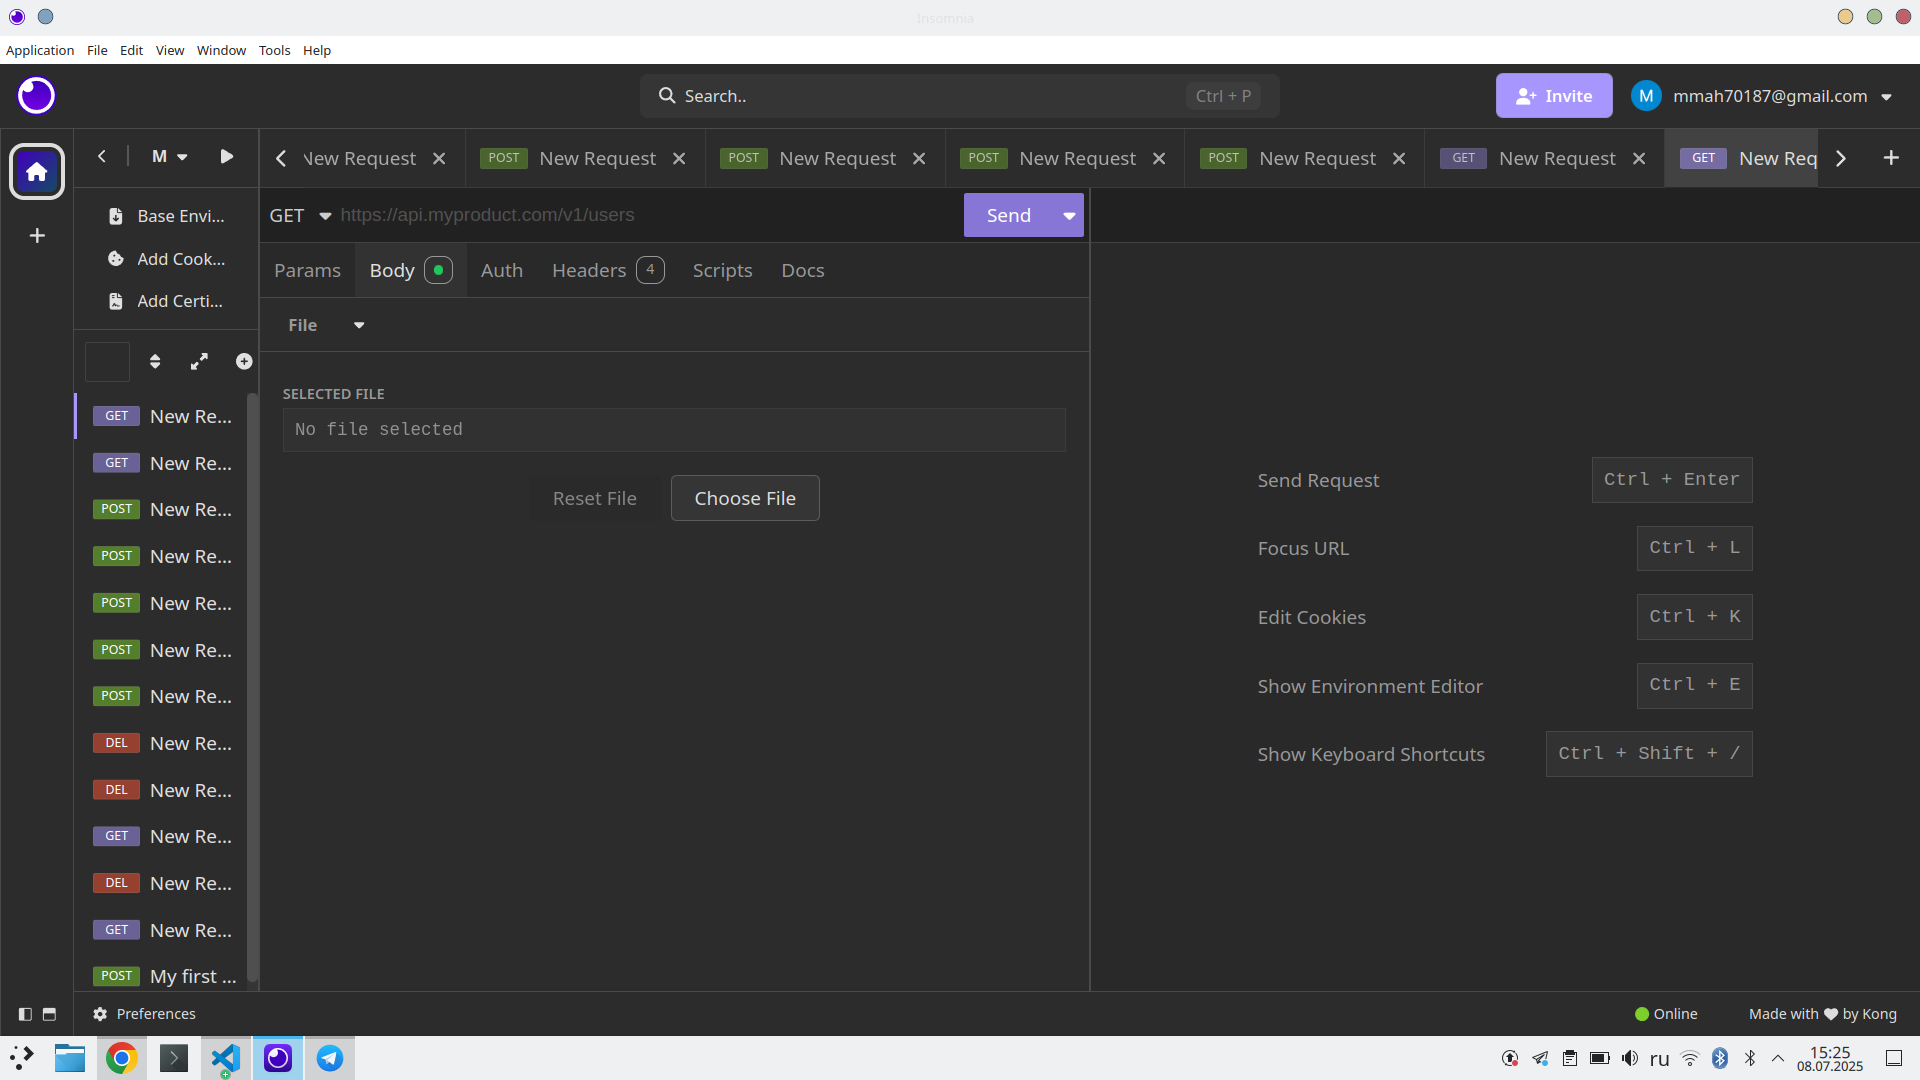 Insomnia
Application File Edit View Window Tools Help
Search.. Ctrl + P
Invite
M mmah70187@gmail.com
M
New Request
POST New Request
POST New Request
POST New Request
POST New Request
GET New Request
GET New Req
Base Envi...
Add Cook...
Add Certi...
GET https://api.myproduct.com/v1/users Send
Params Body Auth Headers 4 Scripts Docs
File
SELECTED FILE
No file selected
Reset File Choose File
GET New Re...
GET New Re...
POST New Re...
POST New Re...
POST New Re...
POST New Re...
POST New Re...
DEL New Re...
DEL New Re...
GET New Re...
DEL New Re...
GET New Re...
POST My first ...
Send Request Ctrl + Enter
Focus URL Ctrl + L
Edit Cookies Ctrl + K
Show Environment Editor Ctrl + E
Show Keyboard Shortcuts Ctrl + Shift + /
Preferences
Online
Made with by Kong
ru
15:25
08.07.2025